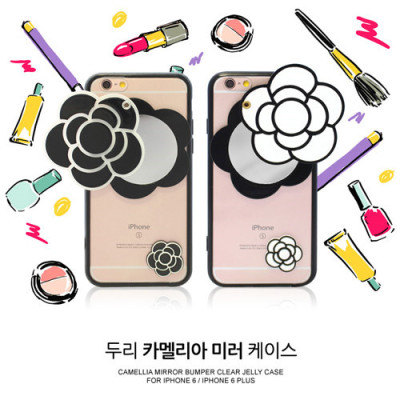 iPhone
S
iPhone
S
두리 카멜리아 미러 케이스
CAMELLIA MIRROR BUMPER CLEAR JELLY CASE
FOR IPHONE 6 / IPHONE 6 PLUS